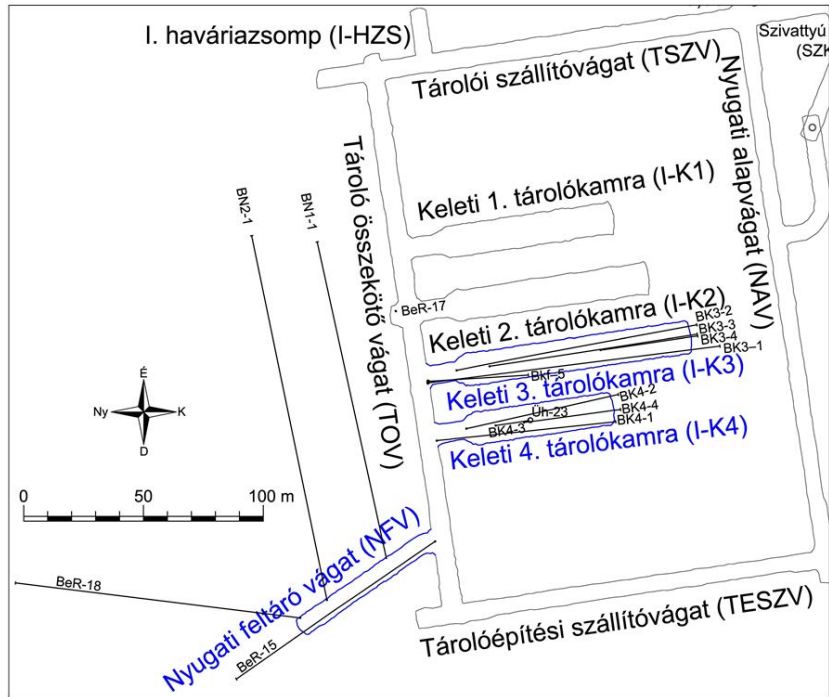 I. haváriazsomp (I-HZS)
Szivattyú
(SZK
Tárolói szállítóvágat (TSZV)
Nyugati alapvágat (NAV)
Tároló összekötő vágat (TOV)
Keleti 1. tárolókamra (I-K1)
BN2-1
BN1-1
BeR-17
Keleti 2. tárolókamra (I-K2)
BK3-2
BK3-3
BK3-4
BK3-1
Bkf-5
Keleti 3. tárolókamra (I-K3)
BK4-2
Üh-23
BK4-4
BK4-3
BK4-1
Keleti 4. tárolókamra (I-K4)
É
Ny
K
D
0 50 100 m
Nyugati feltáró vágat (NFV)
BeR-18
BeR-15
Tárolóépítési szállítóvágat (TESZV)